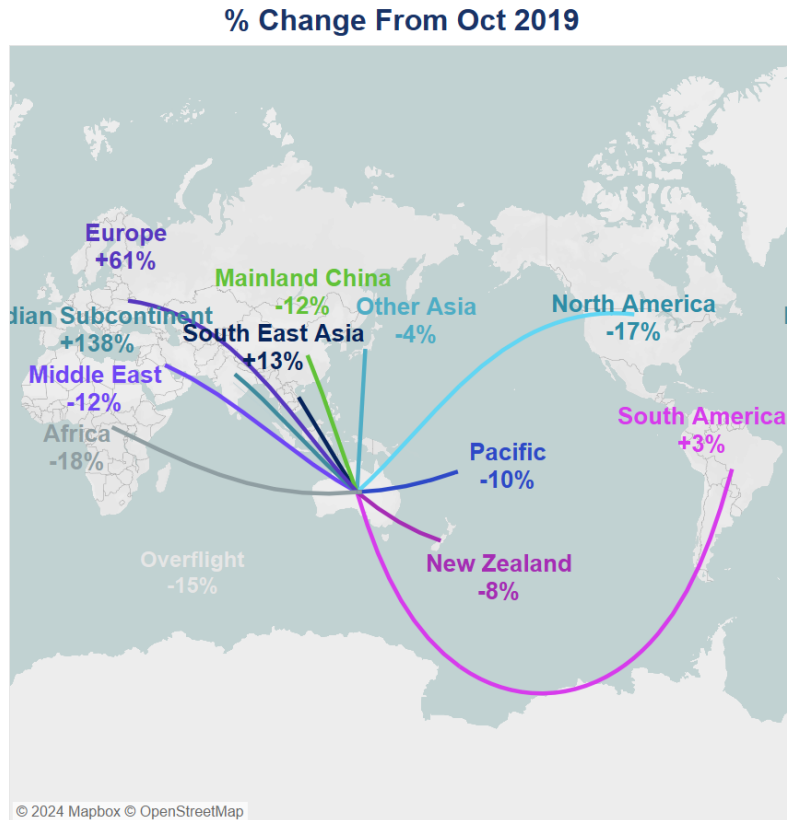 % Change From Oct 2019
Europe
+61%
Mainland China
-12%
Other Asia
-4%
North America
-17%
dian Subcontinent
+138%
South East Asia
+13%
Middle East
-12%
Africa
-18%
South America
+3%
Pacific
-10%
Overflight
-15%
New Zealand
-8%
© 2024 Mapbox © OpenStreetMap